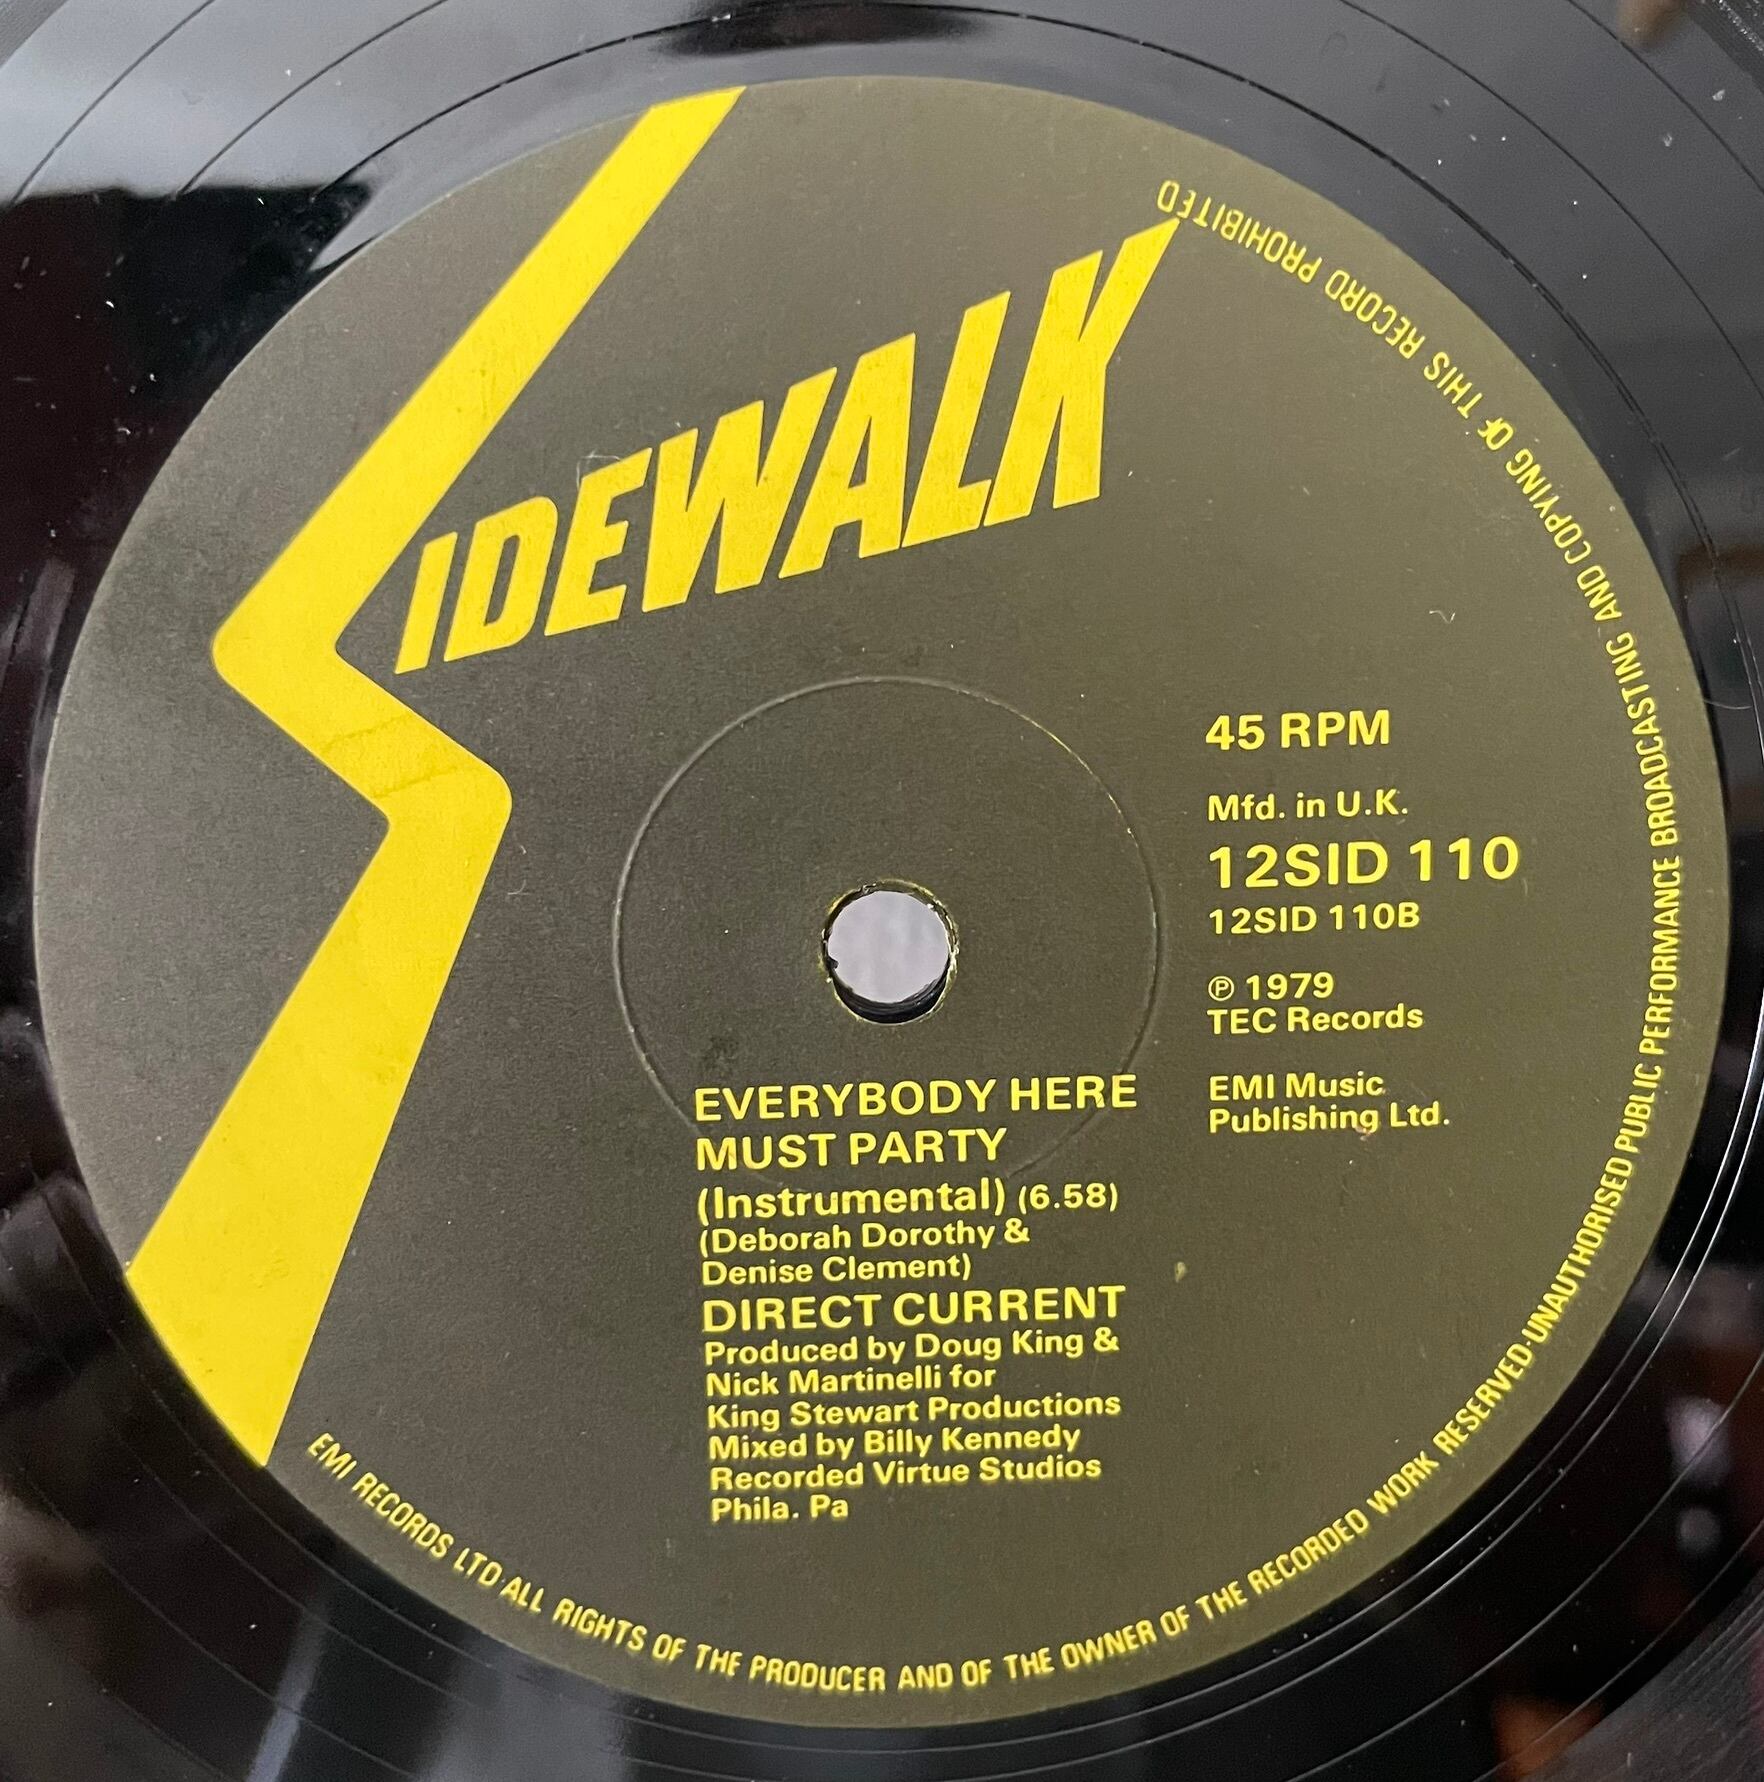 SIDEWALK
45 RPM
Mfd. in U.K.
12SID 110
12SID 110B
℗ 1979
TEC Records
EMI Music
Publishing Ltd.
EVERYBODY HERE
MUST PARTY
(Instrumental) (6.58)
(Deborah Dorothy &
Denise Clement)
DIRECT CURRENT
Produced by Doug King &
Nick Martinelli for
King Stewart Productions
Mixed by Billy Kennedy
Recorded Virtue Studios
Phila. Pa
EMI RECORDS LTD·ALL RIGHTS OF THE PRODUCER AND OF THE OWNER OF THE RECORDED WORK RESERVED·UNAUTHORISED PUBLIC PERFORMANCE BROADCASTING AND COPYING OF THIS RECORD PROHIBITED